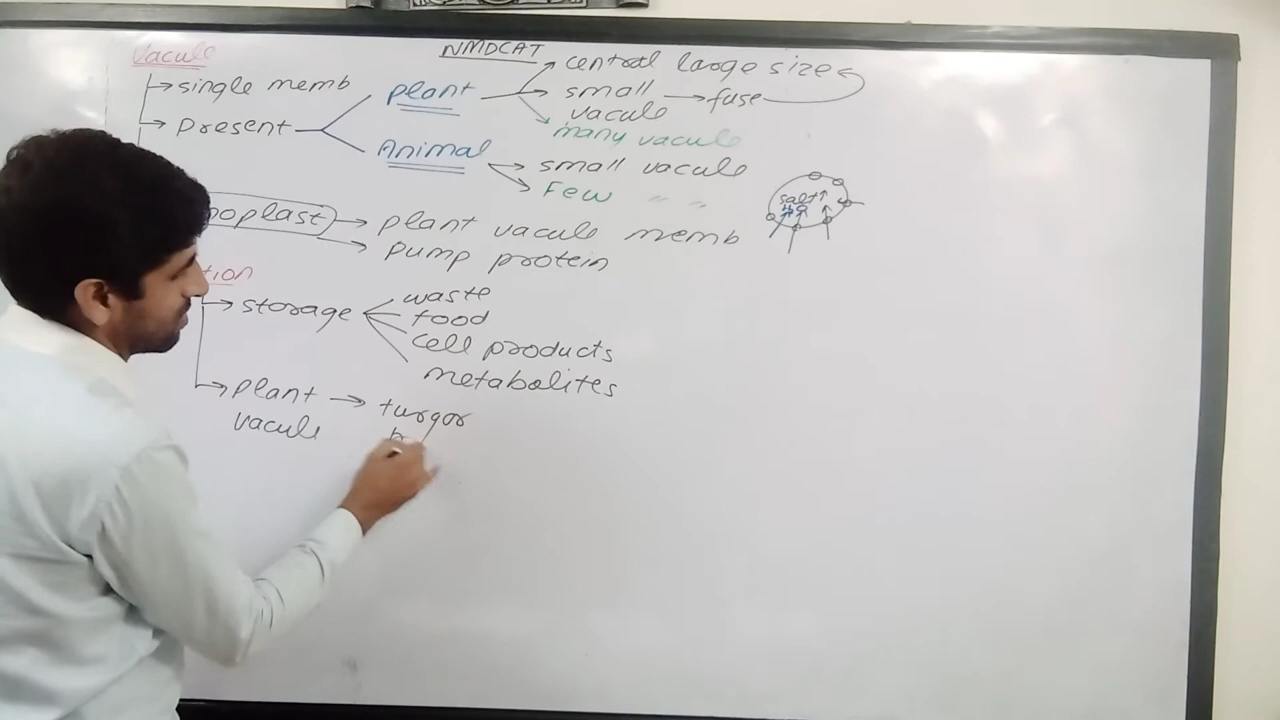 NMDCAT
Vacule
single memb
Present
Plant
central large size
small → fuse
vacule
many vacule
Animal
small vacule
Few " "
salt↑
noplast → plant vacule memb
pump protein
tion
storage
waste
food
cell products
metabolites
Plant → turgor
vacule